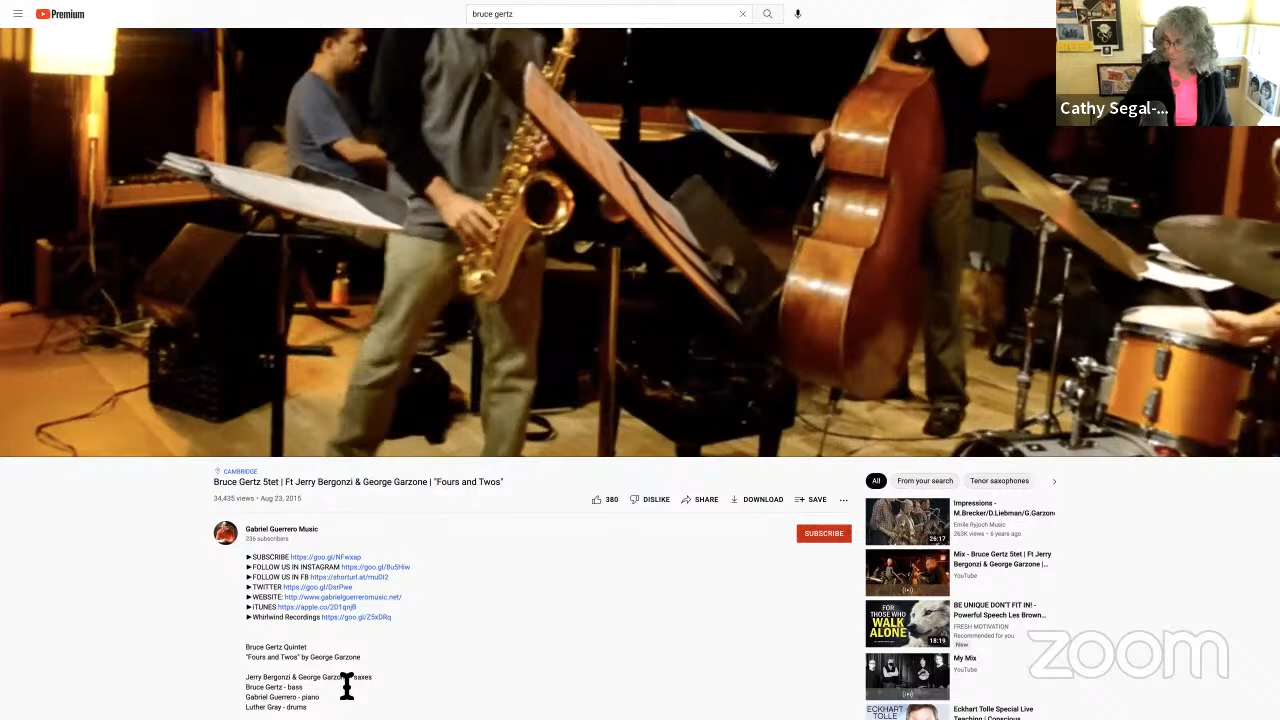 Premium
bruce gertz
Cathy Segal-...
CAMBRIDGE
Bruce Gertz 5tet | Ft Jerry Bergonzi & George Garzone | "Fours and Twos"
34,435 views • Aug 23, 2015
380
DISLIKE
SHARE
DOWNLOAD
SAVE
Gabriel Guerrero Music
236 subscribers
SUBSCRIBE
►SUBSCRIBE https://goo.gl/NFwxap
►FOLLOW US IN INSTAGRAM https://goo.gl/8u5Hiw
►FOLLOW US IN FB https://shorturl.at/muDI2
►TWITTER https://goo.gl/DsrPwe
►WEBSITE: http://www.gabrielguerreromusic.net/
►iTUNES https://apple.co/2D1qnjB
►Whirlwind Recordings https://goo.gl/Z5xDRq
Bruce Gertz Quintet
"Fours and Twos" by George Garzone
Jerry Bergonzi & George Garzone saxes
Bruce Gertz - bass
Gabriel Guerrero - piano
Luther Gray - drums
All
From your search
Tenor saxophones
Impressions -
M.Brecker/D.Liebman/G.Garzone
Emile Ryjoch Music
263K views • 6 years ago
26:17
Mix - Bruce Gertz 5tet | Ft Jerry
Bergonzi & George Garzone |...
YouTube
FOR
THOSE WHO
WALK
ALONE
18:19
BE UNIQUE DON'T FIT IN! -
Powerful Speech Les Brown...
FRESH MOTIVATION
Recommended for you
New
My Mix
YouTube
ECKHART
TOLLE
Eckhart Tolle Special Live
Teaching | Conscious
zoom